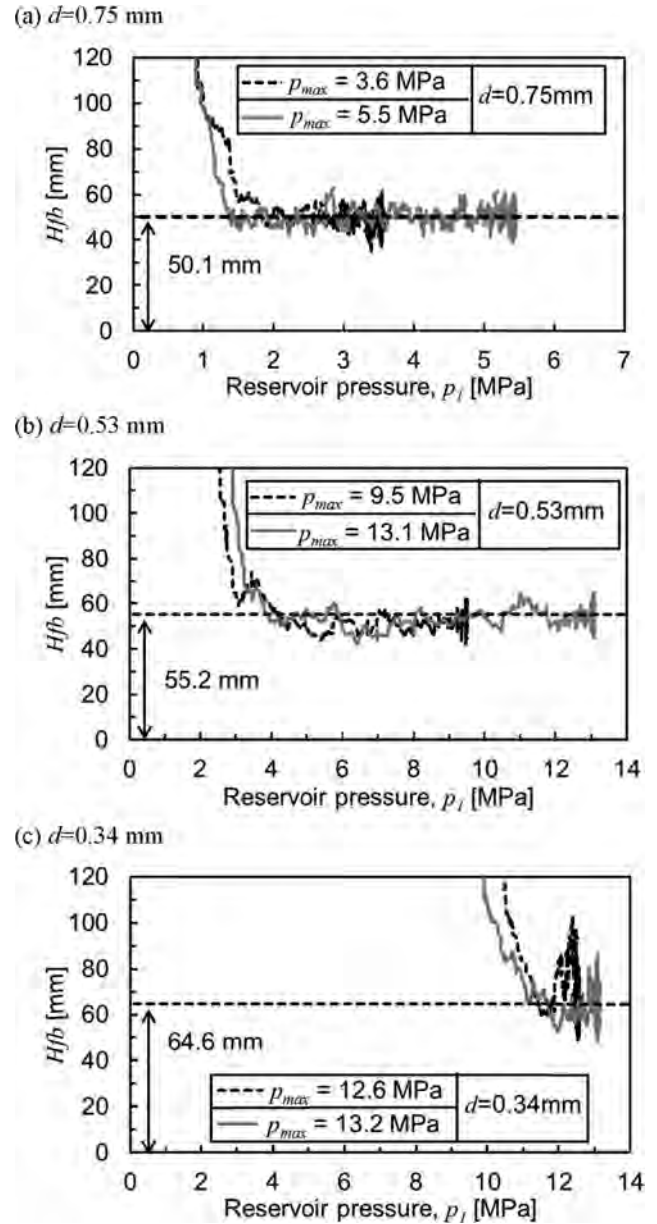 (a) d=0.75 mm
120
100
80
60
40
20
0
Hfb [mm]
p_max = 3.6 MPa
p_max = 5.5 MPa
d=0.75mm
50.1 mm
0 1 2 3 4 5 6 7
Reservoir pressure, p_1 [MPa]
(b) d=0.53 mm
120
100
80
60
40
20
0
Hfb [mm]
p_max = 9.5 MPa
p_max = 13.1 MPa
d=0.53mm
55.2 mm
0 2 4 6 8 10 12 14
Reservoir pressure, p_1 [MPa]
(c) d=0.34 mm
120
100
80
60
40
20
0
Hfb [mm]
64.6 mm
p_max = 12.6 MPa
p_max = 13.2 MPa
d=0.34mm
0 2 4 6 8 10 12 14
Reservoir pressure, p_1 [MPa]